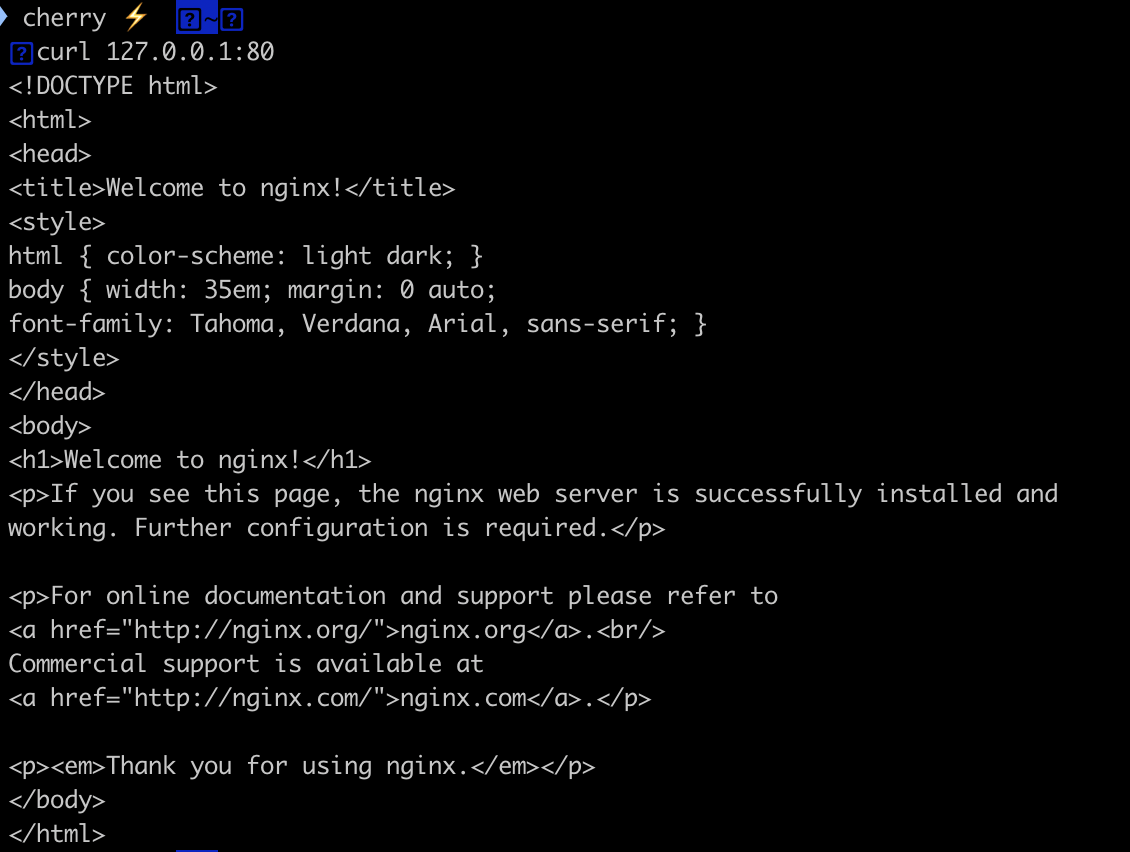 cherry ⚡ ~
curl 127.0.0.1:80
<!DOCTYPE html>
<html>
<head>
<title>Welcome to nginx!</title>
<style>
html { color-scheme: light dark; }
body { width: 35em; margin: 0 auto;
font-family: Tahoma, Verdana, Arial, sans-serif; }
</style>
</head>
<body>
<h1>Welcome to nginx!</h1>
<p>If you see this page, the nginx web server is successfully installed and
working. Further configuration is required.</p>

<p>For online documentation and support please refer to
<a href="http://nginx.org/">nginx.org</a>.<br/>
Commercial support is available at
<a href="http://nginx.com/">nginx.com</a>.</p>

<p><em>Thank you for using nginx.</em></p>
</body>
</html>